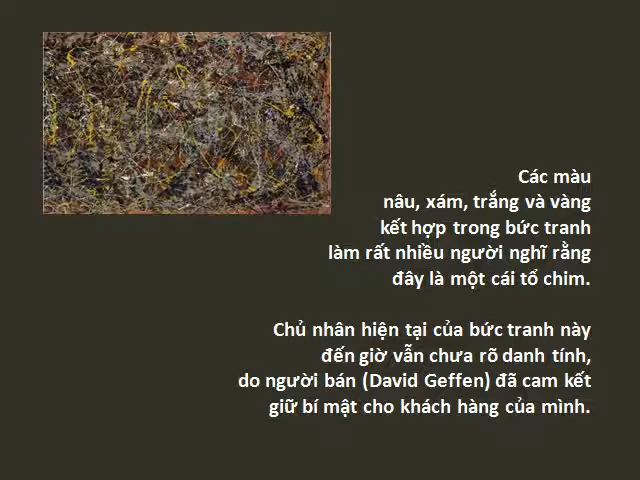 Các màu
nâu, xám, trắng và vàng
kết hợp trong bức tranh
làm rất nhiều người nghĩ rằng
đây là một cái tổ chim.
Chủ nhân hiện tại của bức tranh này
đến giờ vẫn chưa rõ danh tính,
do người bán (David Geffen) đã cam kết
giữ bí mật cho khách hàng của mình.